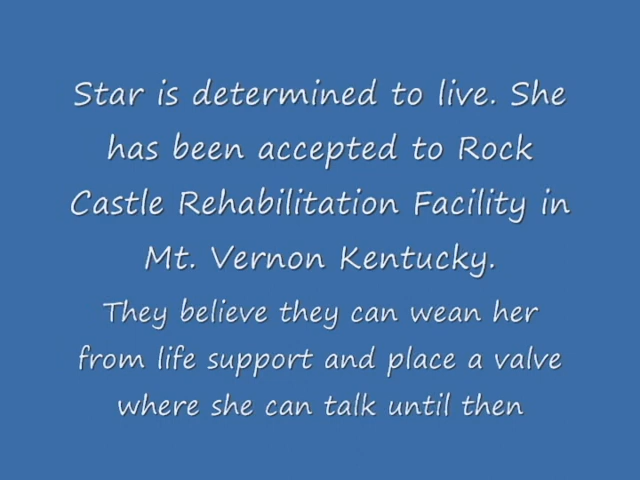 Star is determined to live. She
has been accepted to Rock
Castle Rehabilitation Facility in
Mt. Vernon Kentucky.
They believe they can wean her
from life support and place a valve
where she can talk until then